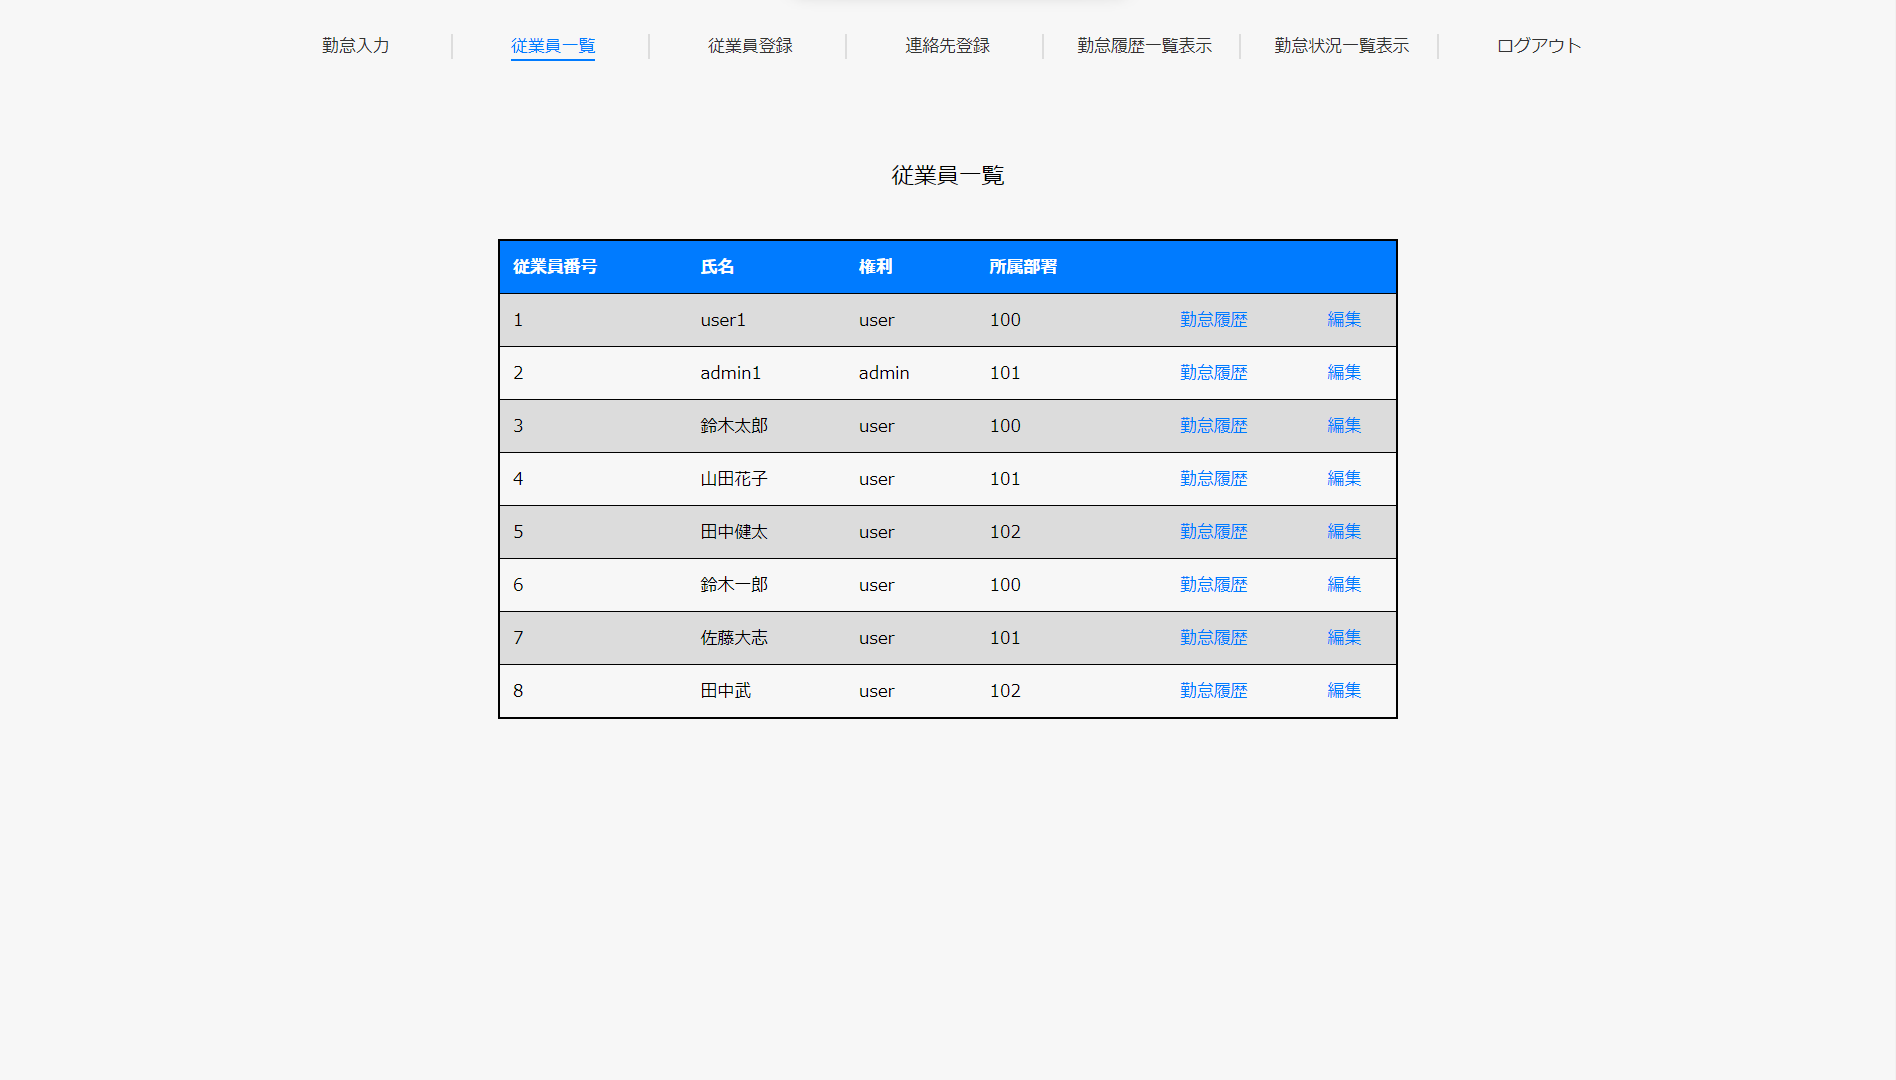 勤怠入力 従業員一覧 従業員登録 連絡先登録 勤怠履歴一覧表示 勤怠状況一覧表示 ログアウト
従業員一覧
従業員番号 氏名 権利 所属部署
1 user1 user 100 勤怠履歴 編集
2 admin1 admin 101 勤怠履歴 編集
3 鈴木太郎 user 100 勤怠履歴 編集
4 山田花子 user 101 勤怠履歴 編集
5 田中健太 user 102 勤怠履歴 編集
6 鈴木一郎 user 100 勤怠履歴 編集
7 佐藤大志 user 101 勤怠履歴 編集
8 田中武 user 102 勤怠履歴 編集